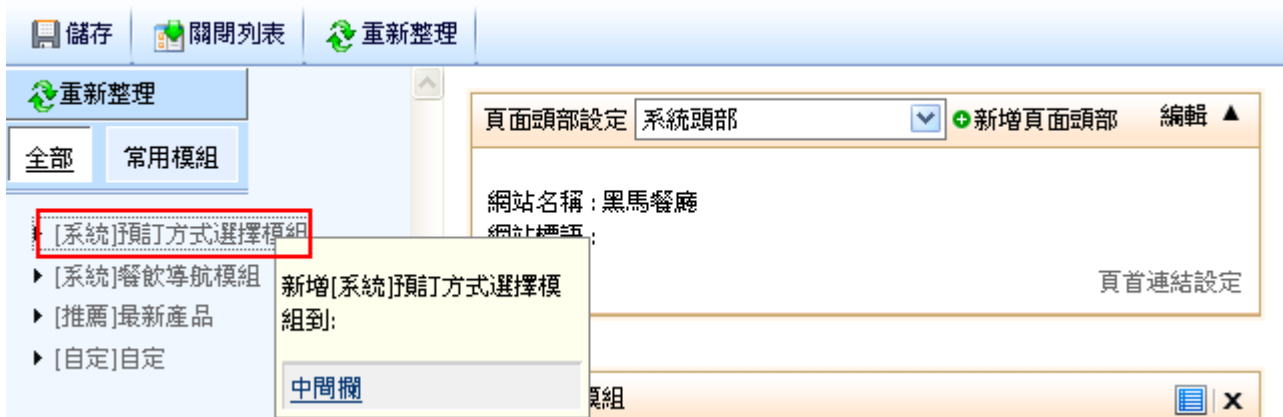 儲存 關閉列表 重新整理
重新整理
全部 常用模組
[系統]預訂方式選擇模組
[系統]餐飲導航模組
[推薦]最新產品
[自定]自定
新增[系統]預訂方式選擇模
組到:
中間欄
頁面頭部設定 系統頭部 新增頁面頭部 編輯 ▲
網站名稱 : 黑馬餐廳
網站標語 :
頁首連結設定
模組 x